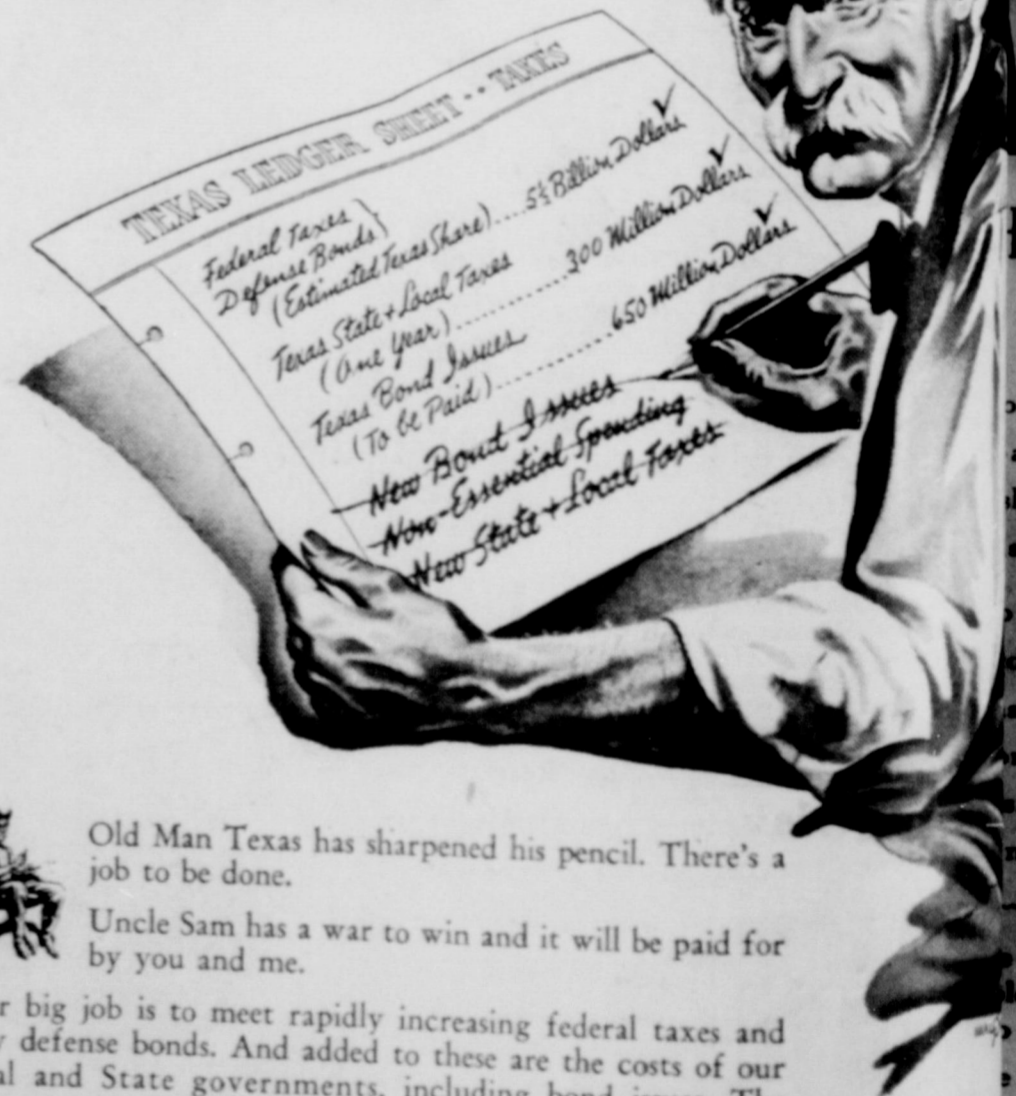 TEXAS LEDGER SHEET -- TAXES
Federal Taxes }
Defense Bonds }
(Estimated Texas Share).... 5½ Billion Dollars ✓
Texas State & Local Taxes
(One Year)............... 300 Million Dollars ✓
Texas Bond Issues
(To be Paid)............ 650 Million Dollars ✓
New Bond Issues
Non-Essential Spending
New State & Local Taxes
Old Man Texas has sharpened his pencil. There's a
job to be done.
Uncle Sam has a war to win and it will be paid for
by you and me.
big job is to meet rapidly increasing federal taxes and
defense bonds. And added to these are the costs of our
and State governments, including bond